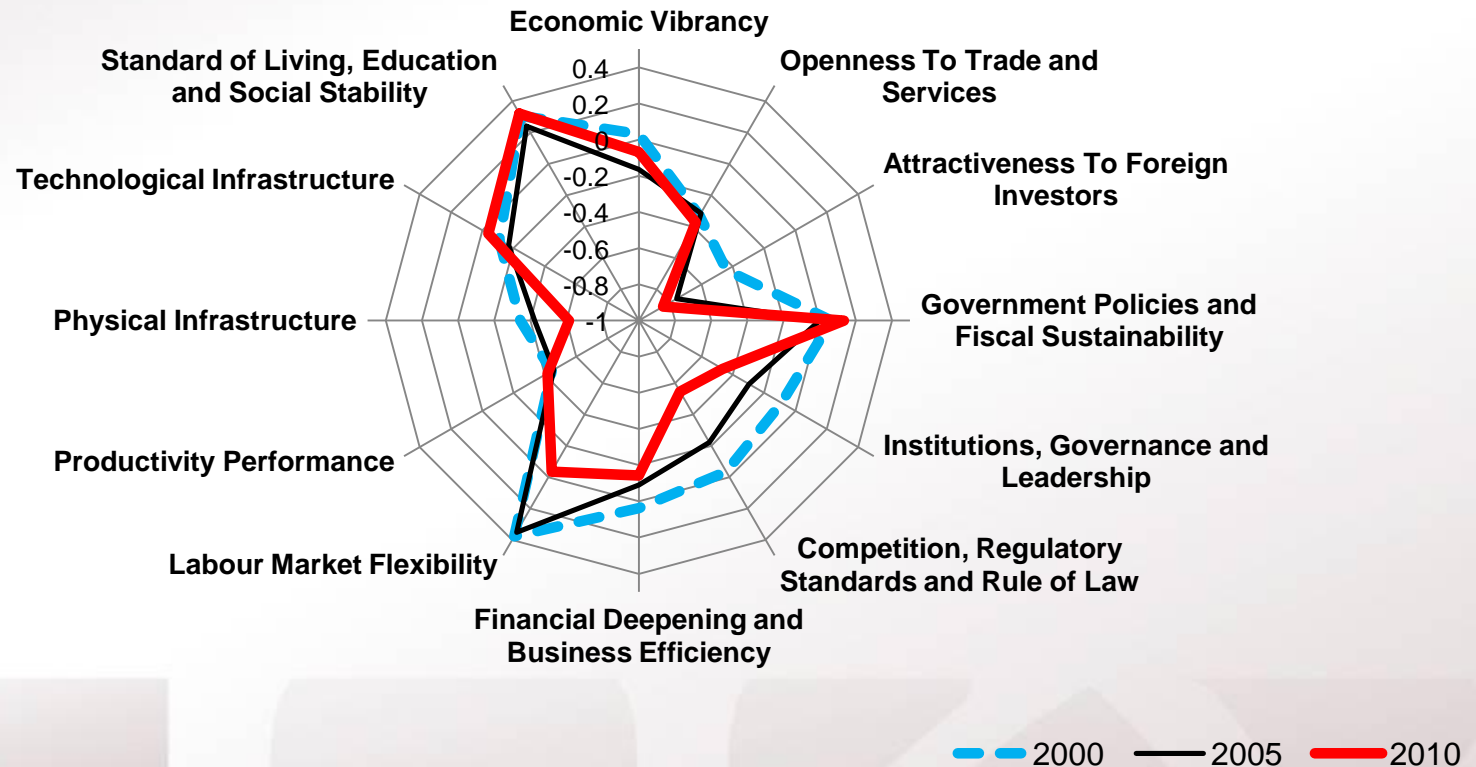 Economic Vibrancy
Standard of Living, Education
and Social Stability
Openness To Trade and
Services
0.4
0.2
0
-0.2
-0.4
-0.6
-0.8
-1
Technological Infrastructure
Attractiveness To Foreign
Investors
Physical Infrastructure
Government Policies and
Fiscal Sustainability
Productivity Performance
Institutions, Governance and
Leadership
Labour Market Flexibility
Competition, Regulatory
Standards and Rule of Law
Financial Deepening and
Business Efficiency
2000 2005 2010